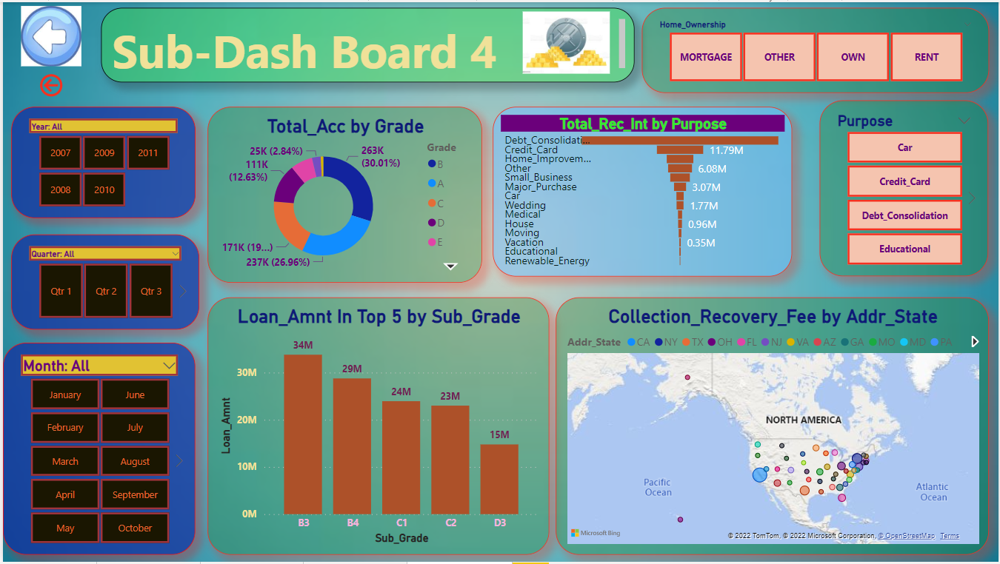 Sub-Dash Board 4
Home_Ownership
MORTGAGE
OTHER
OWN
RENT
Year: All
2007
2009
2011
2008
2010
Quarter: All
Qtr 1
Qtr 2
Qtr 3
Month: All
January
June
February
July
March
August
April
September
May
October
Total_Acc by Grade
25K (2.84%)
111K
(12.63%)
263K
(30.01%)
171K (19...)
237K (26.96%)
Grade
B
A
C
D
E
Total_Rec_Int by Purpose
Debt_Consolidati...
Credit_Card
11.79M
Home_Improvem...
Other
6.08M
Small_Business
Major_Purchase
3.07M
Car
Wedding
1.77M
Medical
House
0.96M
Moving
Vacation
0.35M
Educational
Renewable_Energy
Purpose
Car
Credit_Card
Debt_Consolidation
Educational
Loan_Amnt In Top 5 by Sub_Grade
34M
29M
24M
23M
15M
30M
20M
10M
0M
Loan_Amnt
B3
B4
C1
C2
D3
Sub_Grade
Collection_Recovery_Fee by Addr_State
Addr_State
CA
NY
TX
OH
FL
NJ
VA
AZ
GA
MO
MD
PA
NORTH AMERICA
Pacific
Ocean
Atlantic
Ocean
Microsoft Bing
© 2022 TomTom, © 2022 Microsoft Corporation, © OpenStreetMap Terms